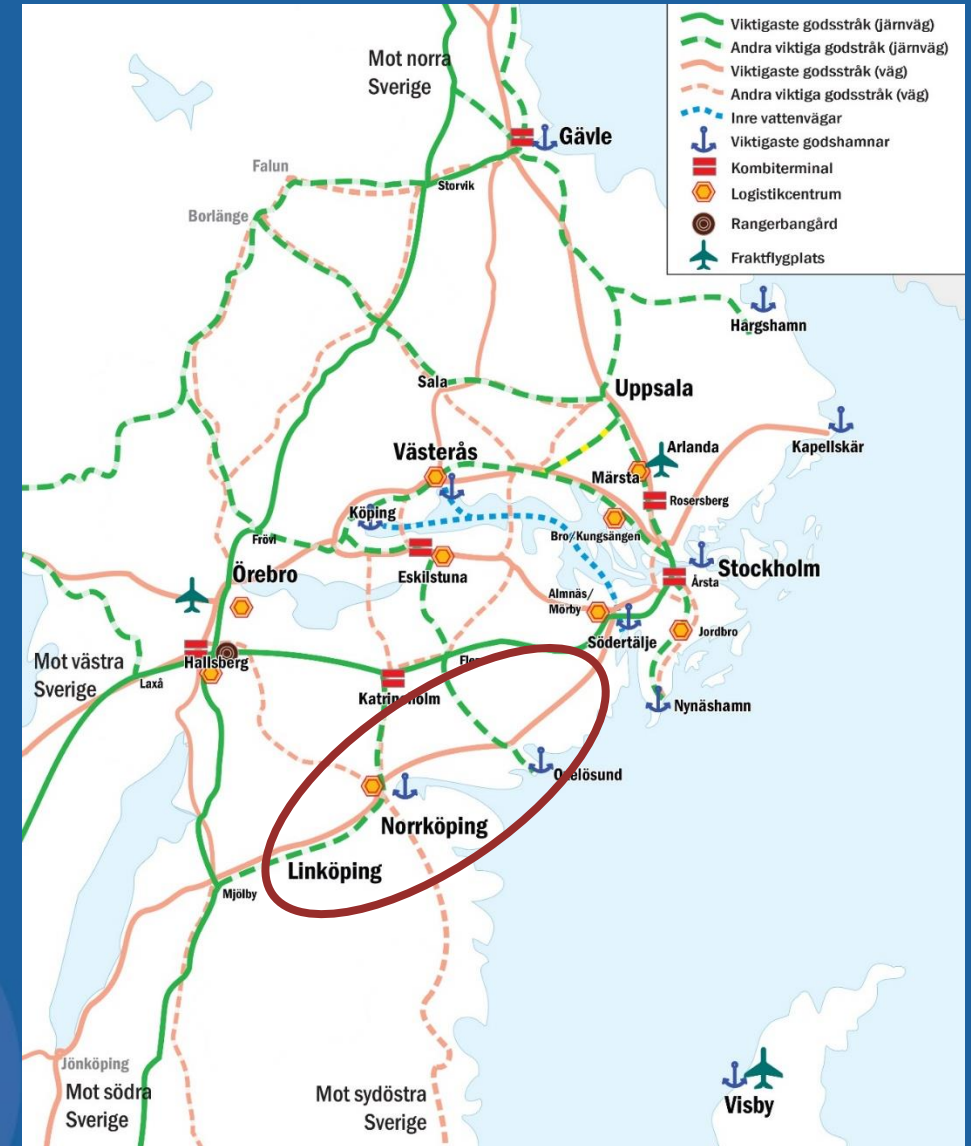 Viktigaste godsstråk (järnväg)
Andra viktiga godstråk (järnväg)
Viktigaste godsstråk (väg)
Andra viktiga godsstråk (väg)
Inre vattenvägar
Viktigaste godshamnar
Kombiterminal
Logistikcentrum
Rangerbangård
Fraktflygplats
Mot norra
Sverige
Gävle
Falun
Storvik
Borlänge
Hargshamn
Sala
Uppsala
Kapellskär
Västerås
Arlanda
Märsta
Rosersberg
Köping
Bro/Kungsängen
Frövi
Örebro
Eskilstuna
Stockholm
Årsta
Almnäs/
Mörby
Södertälje
Jordbro
Mot västra
Sverige
Hallsberg
Laxå
Katrineholm
Nynäshamn
Oxelösund
Norrköping
Linköping
Mjölby
Jönköping
Mot södra
Sverige
Mot sydöstra
Sverige
Visby